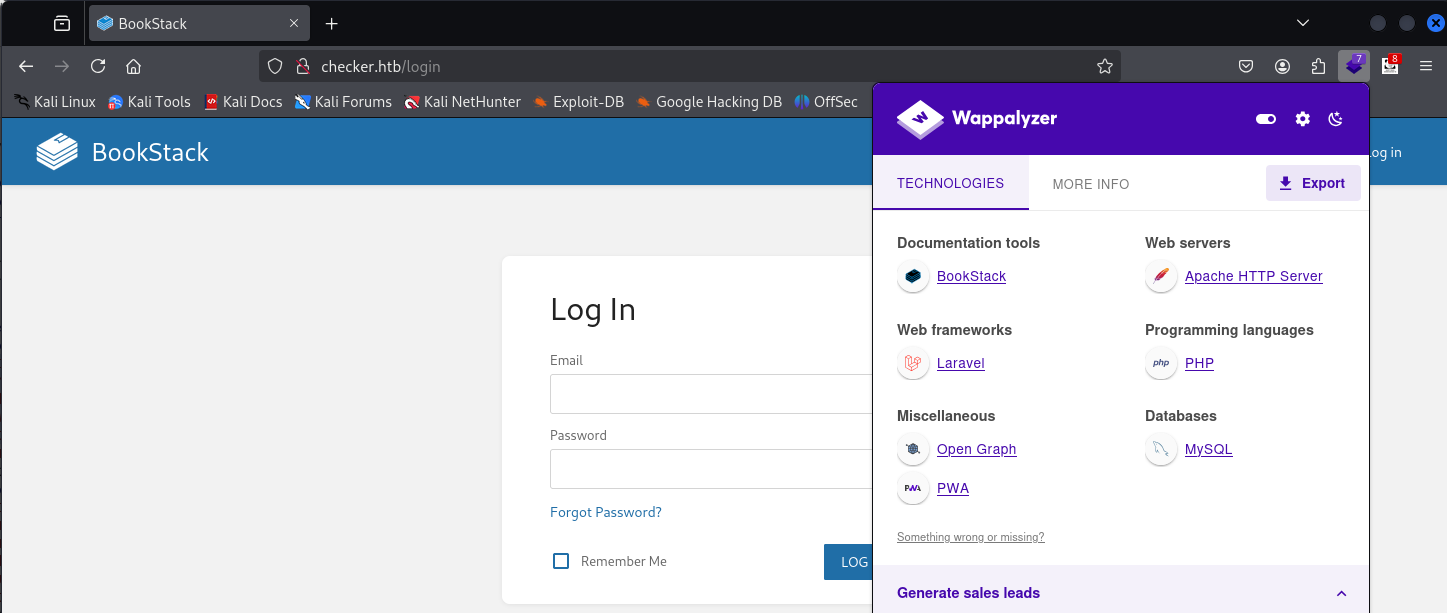 BookStack
checker.htb/login
7
8
Kali Linux Kali Tools Kali Docs Kali Forums Kali NetHunter Exploit-DB Google Hacking DB OffSec
BookStack
og in
Log In
Email
Password
Forgot Password?
Remember Me
LOG
W Wappalyzer
TECHNOLOGIES MORE INFO Export
Documentation tools Web servers
BookStack Apache HTTP Server
Web frameworks Programming languages
Laravel php PHP
Miscellaneous Databases
Open Graph MySQL
PWA PWA
Something wrong or missing?
Generate sales leads